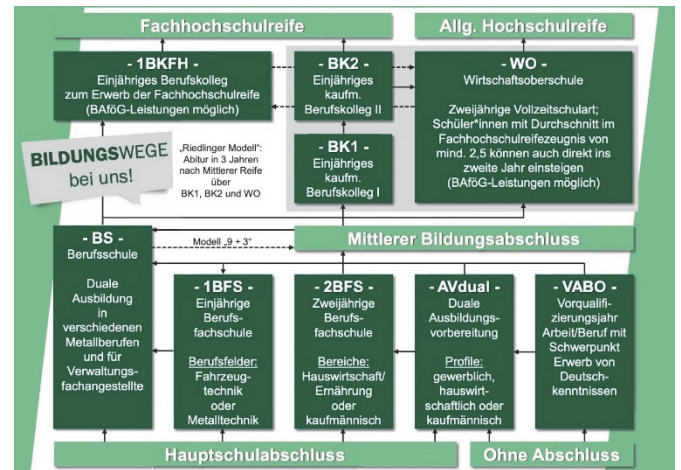 Fachhochschulreife
Allg. Hochschulreife
- 1BKFH -
Einjähriges Berufskolleg
zum Erwerb der Fachhochschulreife
(BAföG-Leistungen möglich)
- BK2 -
Einjähriges
kaufm.
Berufskolleg II
- WO -
Wirtschaftsoberschule
Zweijährige Vollzeitschulart;
Schüler*innen mit Durchschnitt im
Fachhochschulreifezeugnis von
mind. 2,5 können auch direkt ins
zweite Jahr einsteigen
(BAföG-Leistungen möglich)
BILDUNGSWEGE
bei uns!
„Riedlinger Modell“:
Abitur in 3 Jahren
nach Mittlerer Reife
über
BK1, BK2 und WO
- BK1 -
Einjähriges
kaufm.
Berufskolleg I
- BS -
Berufsschule
Duale
Ausbildung
in
verschiedenen
Metallberufen
und für
Verwaltungs-
fachangestellte
Modell „9 + 3“
Mittlerer Bildungsabschluss
- 1BFS -
Einjährige
Berufs-
fachschule
Berufsfelder:
Fahrzeug-
technik
oder
Metalltechnik
- 2BFS -
Zweijährige
Berufs-
fachschule
Bereiche:
Hauswirtschaft/
Ernährung
oder
kaufmännisch
- AVdual -
Duale
Ausbildungs-
vorbereitung
Profile:
gewerblich,
hauswirt-
schaftlich oder
kaufmännisch
- VABO -
Vorqualifi-
zierungsjahr
Arbeit/Beruf mit
Schwerpunkt
Erwerb von
Deutsch-
kenntnissen
Hauptschulabschluss
Ohne Abschluss